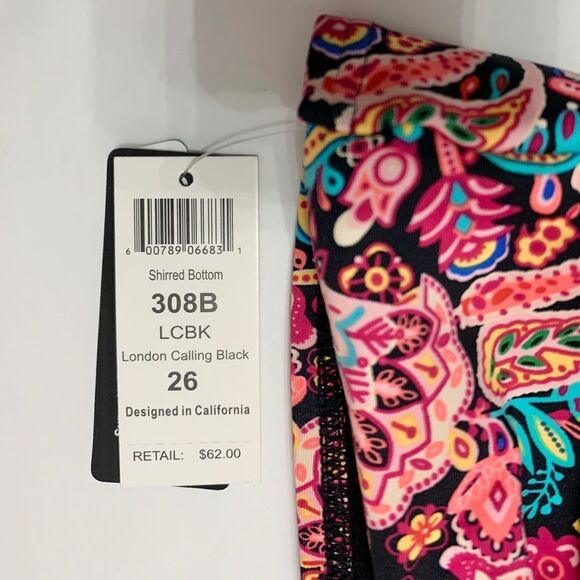 6 00789 06683 1
Shirred Bottom
308B
LCBK
London Calling Black
26
Designed in California
RETAIL: $62.00